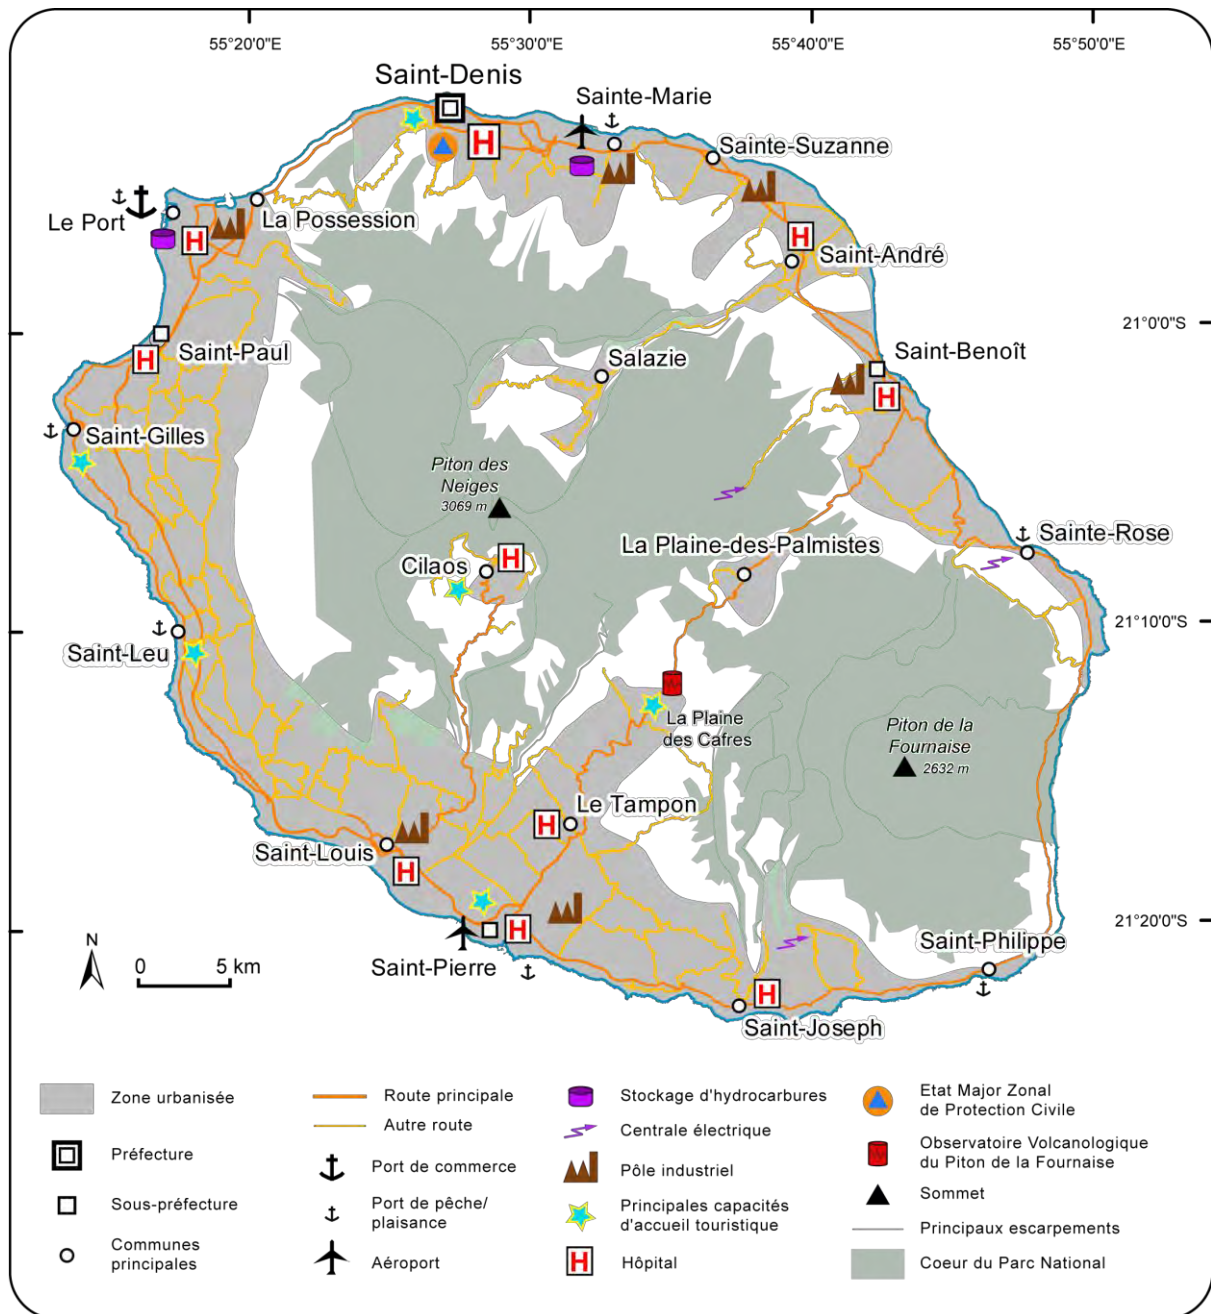 55°20'0"E
55°30'0"E
55°40'0"E
55°50'0"E
Saint-Denis
Sainte-Marie
Sainte-Suzanne
Le Port
La Possession
Saint-André
21°0'0"S
Saint-Paul
Saint-Benoît
Salazie
Saint-Gilles
Piton des
Neiges
3069 m
Sainte-Rose
La Plaine-des-Palmistes
Cilaos
21°10'0"S
Saint-Leu
La Plaine
des Cafres
Piton de la
Fournaise
2632 m
Le Tampon
Saint-Louis
21°20'0"S
Saint-Philippe
N
0 5 km
Saint-Pierre
Saint-Joseph
Zone urbanisée
Préfecture
Sous-préfecture
Communes
principales
Route principale
Autre route
Port de commerce
Port de pêche/
plaisance
Aéroport
Stockage d'hydrocarbures
Centrale électrique
Pôle industriel
Principales capacités
d'accueil touristique
H
Hôpital
Etat Major Zonal
de Protection Civile
Observatoire Volcanologique
du Piton de la Fournaise
Sommet
Principaux escarpements
Coeur du Parc National